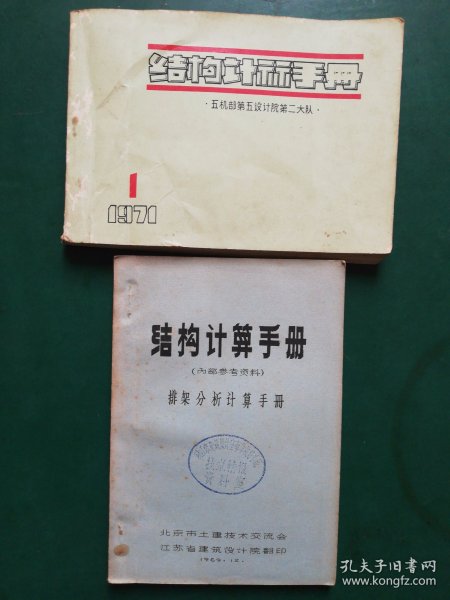 结构计祘手册
·五机部第五设计院第二大队·
1
1971
结构计算手册
(内部参考资料)
排架分析计算手册
北京市土建技术交流会
江苏省建筑设计院翻印
孔夫子旧书网
www.kongfz.com